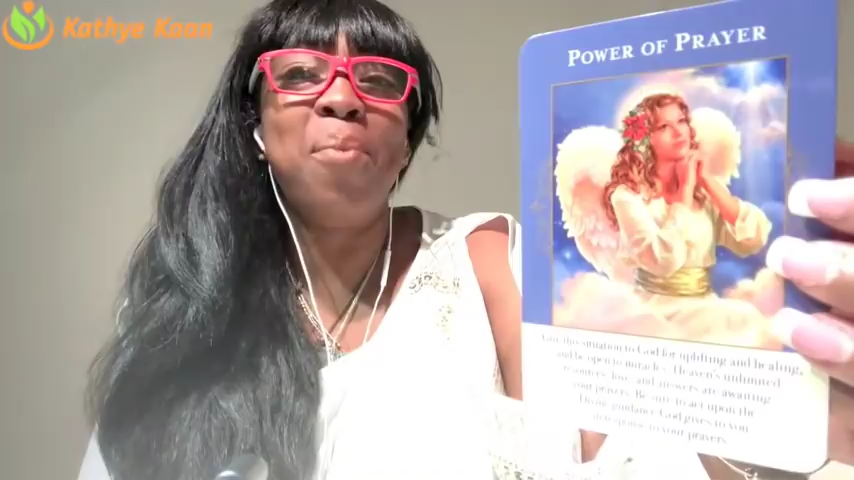 Kathye Kaan
POWER OF PRAYER
this situation to God for uplifting and healing,
and be open to miracles. Heaven's unlimited
resources, love, and answers are awaiting
your prayers. Be sure to act upon the
Divine guidance God gives to you
in response to your prayers.